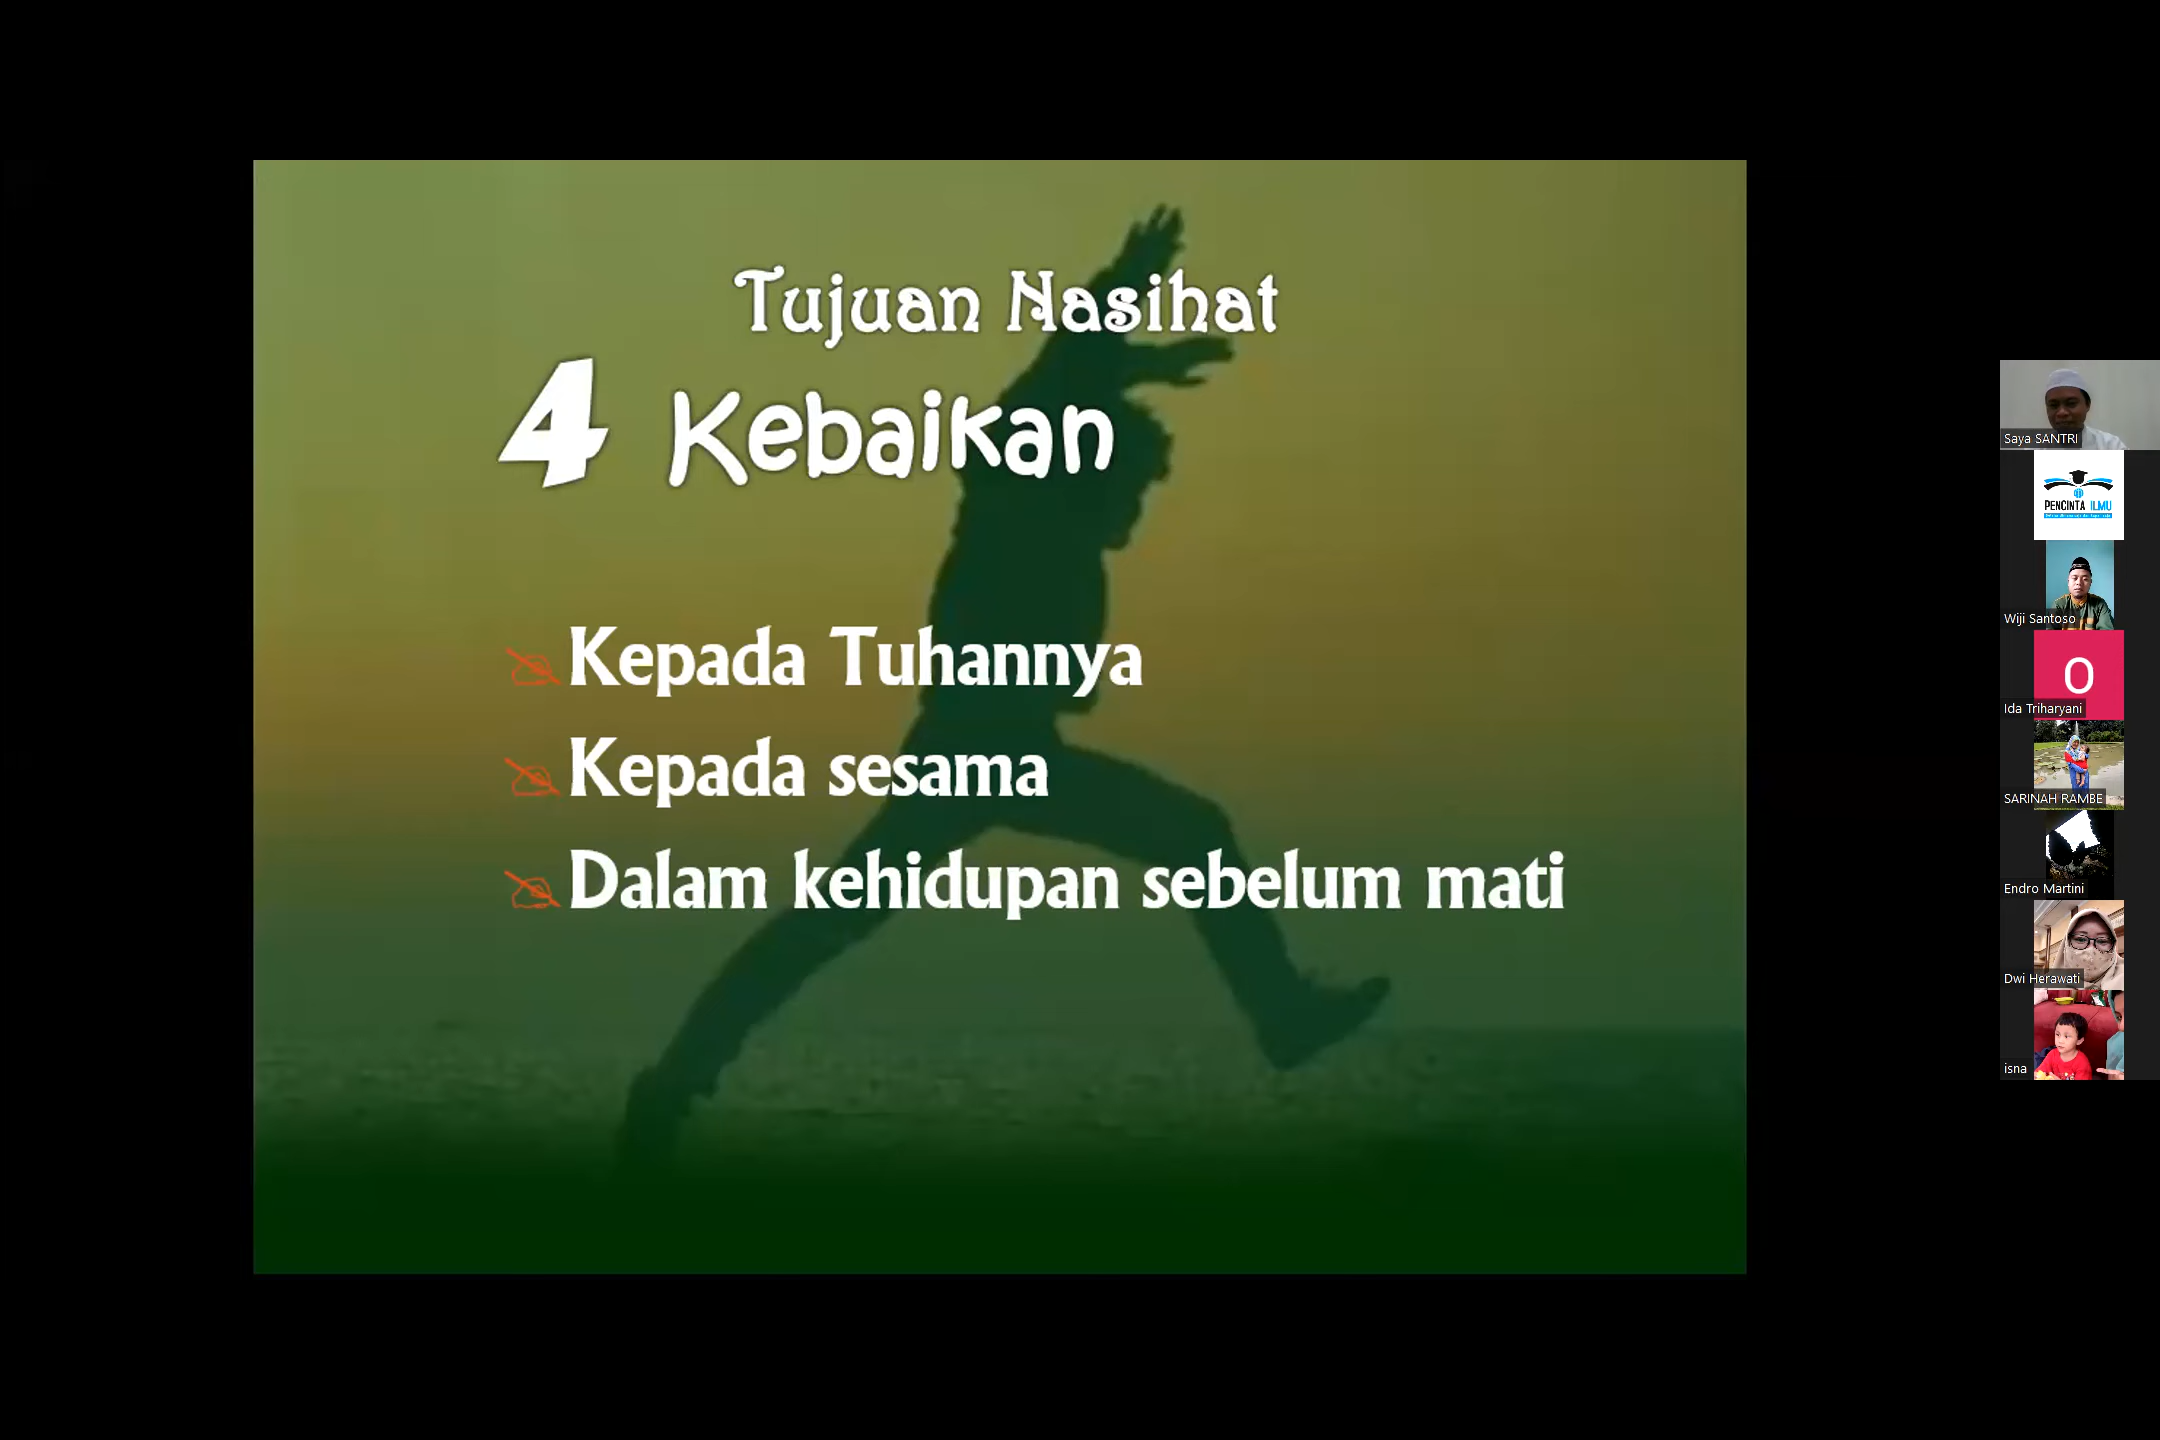 Tujuan Nasihat
4 Kebaikan
Kepada Tuhannya
Kepada sesama
Dalam kehidupan sebelum mati
Saya SANTRI
PENCINTA ILMU
Wiji Santoso
O
Ida Triharyani
SARINAH RAMBE
Endro Martini
Dwi Herawati
isna